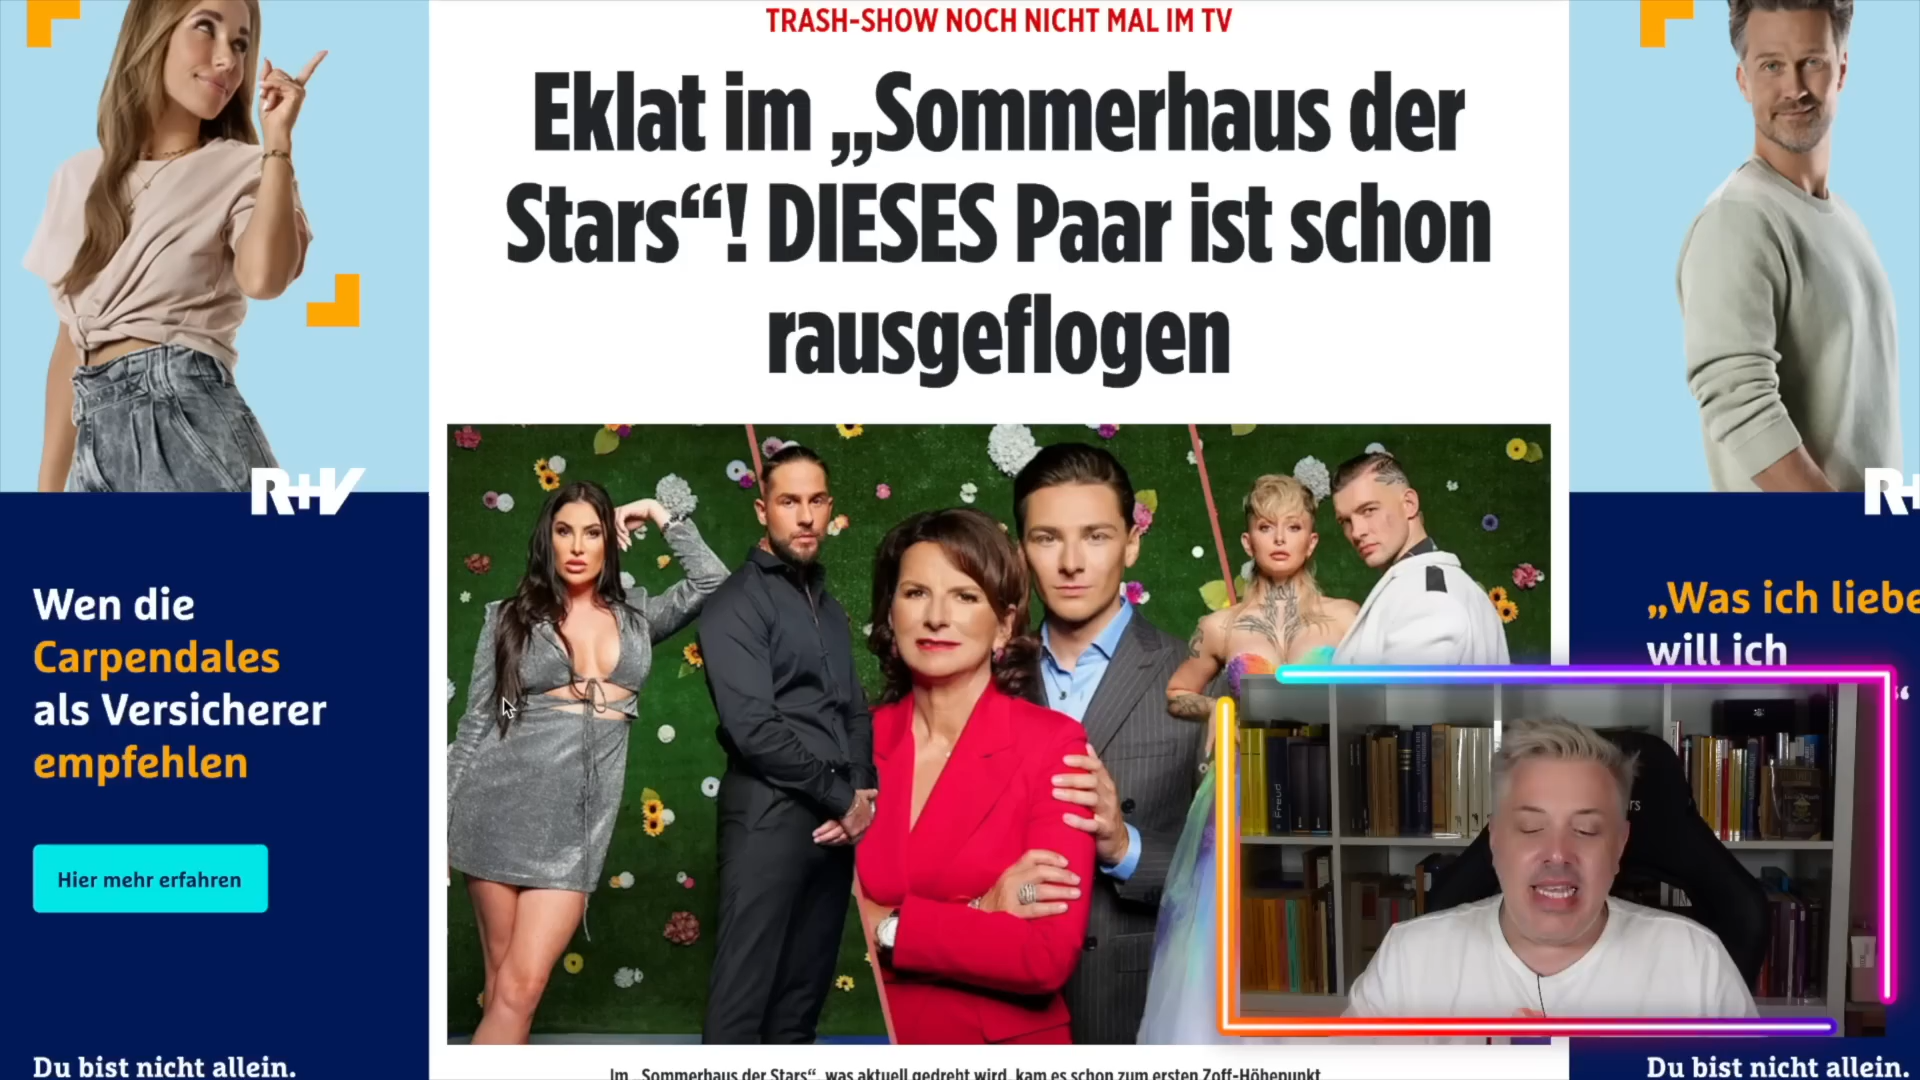 TRASH-SHOW NOCH NICHT MAL IM TV
Eklat im „Sommerhaus der
Stars“! DIESES Paar ist schon
rausgeflogen
R+V
Wen die
Carpendales
als Versicherer
empfehlen
Hier mehr erfahren
Du bist nicht allein.
Im „Sommerhaus der Stars“, was aktuell gedreht wird, kam es schon zum ersten Zoff-Höhepunkt
R+
„Was ich liebe
will ich
“
Freud
rs
Du bist nicht allein.